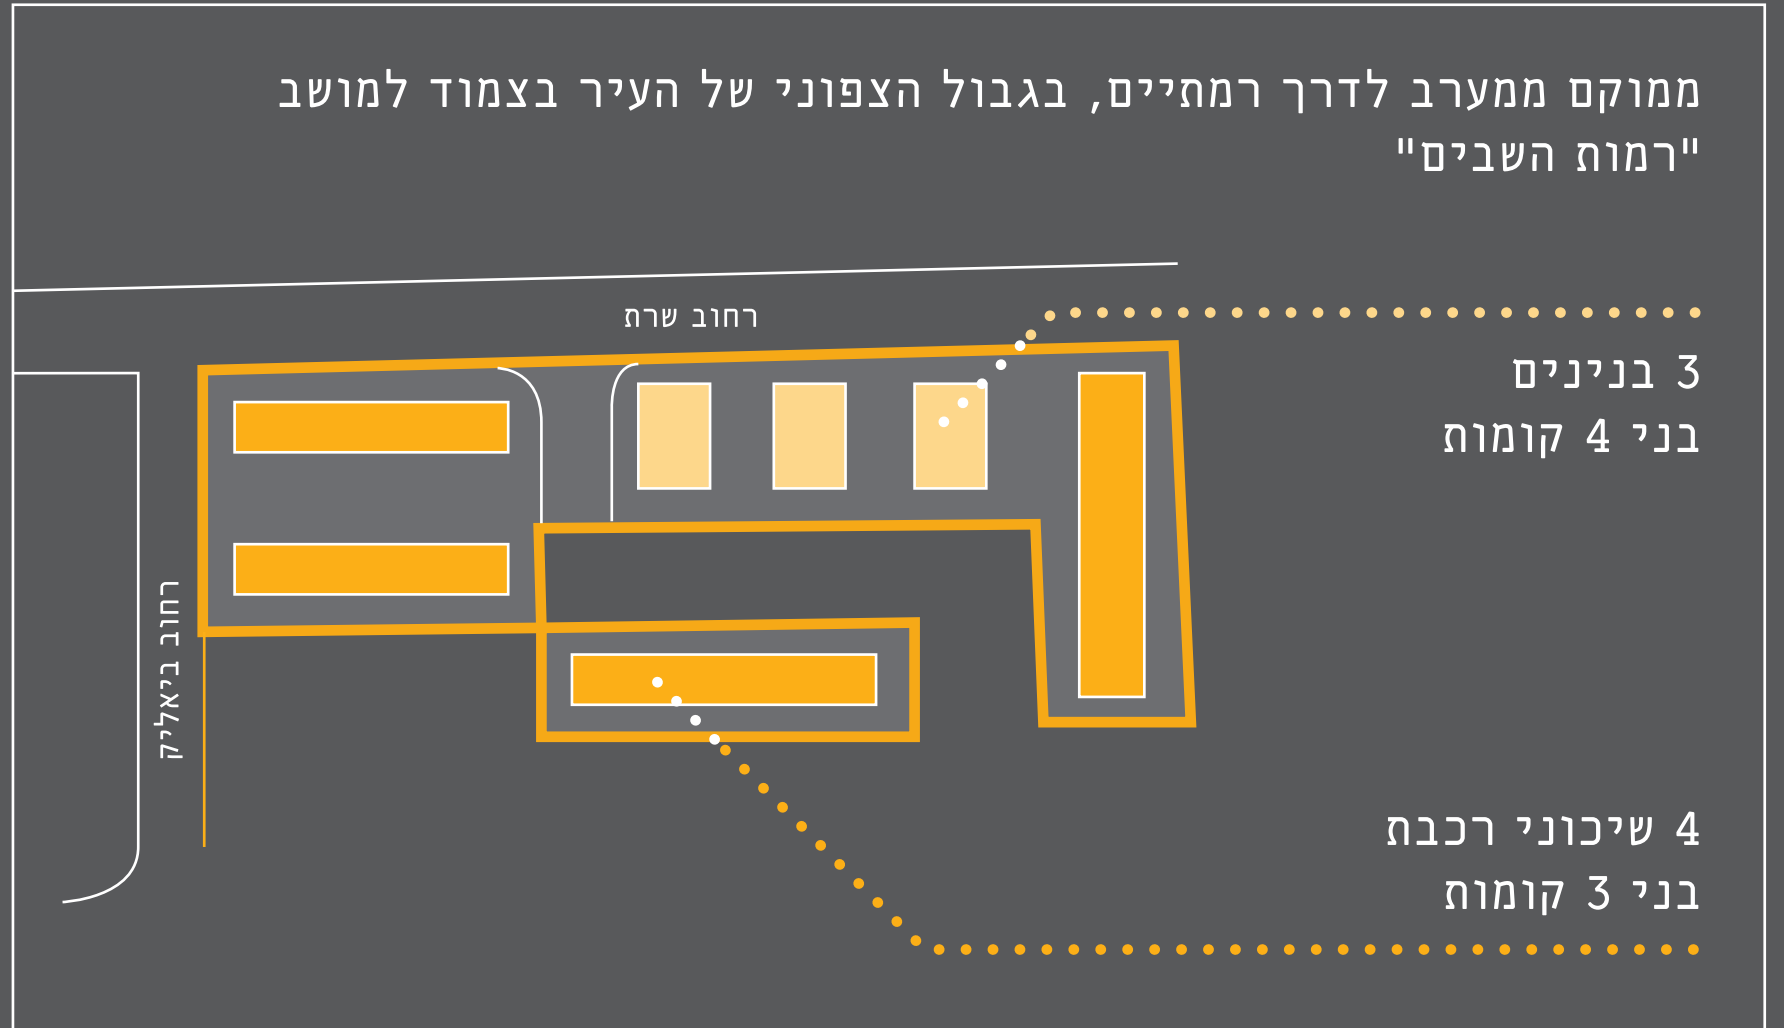 ממוקם ממערב לדרך רמתיים, בגבול הצפוני של העיר בצמוד למושב
"רמות השבים"
רחוב שרת
3 בנינים
בני 4 קומות
רחוב ביאליק
4 שיכוני רכבת
בני 3 קומות